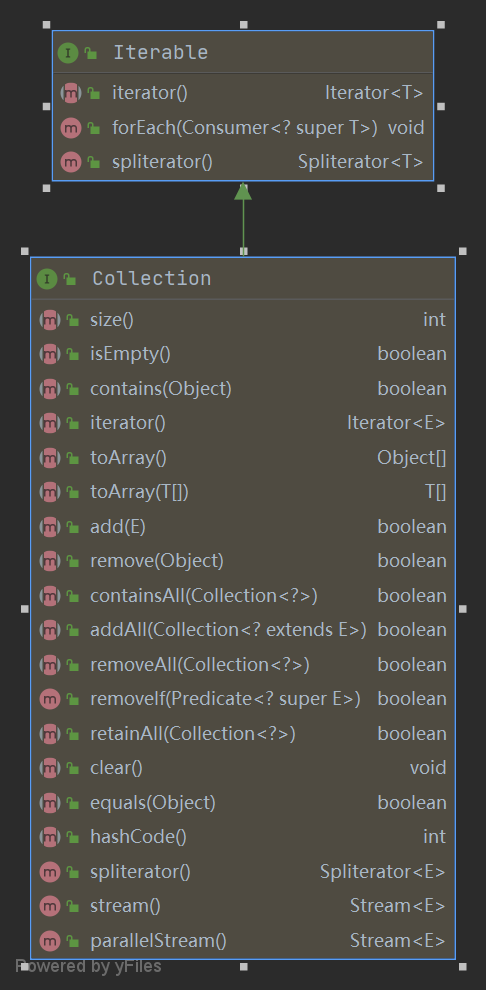 Iterable
iterator() Iterator<T>
forEach(Consumer<? super T>) void
spliterator() Spliterator<T>
Collection
size() int
isEmpty() boolean
contains(Object) boolean
iterator() Iterator<E>
toArray() Object[]
toArray(T[]) T[]
add(E) boolean
remove(Object) boolean
containsAll(Collection<?>) boolean
addAll(Collection<? extends E>) boolean
removeAll(Collection<?>) boolean
removeIf(Predicate<? super E>) boolean
retainAll(Collection<?>) boolean
clear() void
equals(Object) boolean
hashCode() int
spliterator() Spliterator<E>
stream() Stream<E>
parallelStream() Stream<E>
Powered by yFiles